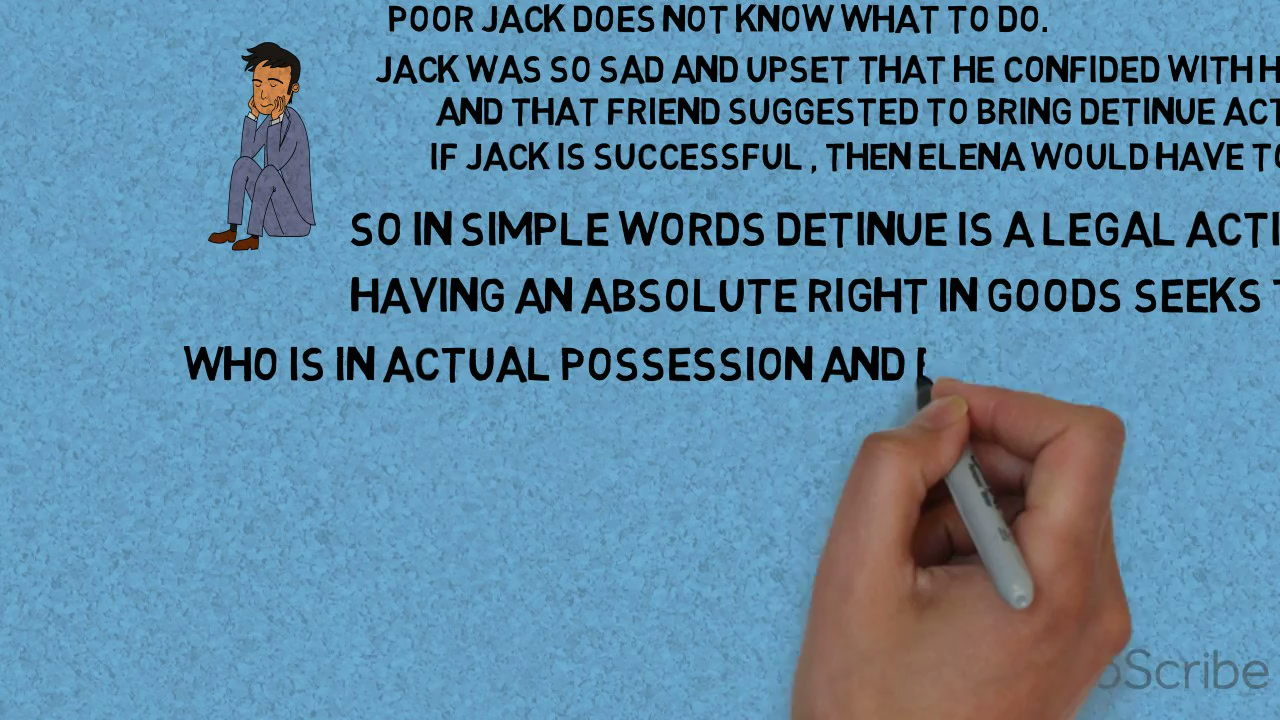 POOR JACK DOES NOT KNOW WHAT TO DO.
JACK WAS SO SAD AND UPSET THAT HE CONFIDED WITH
AND THAT FRIEND SUGGESTED TO BRING DETINUE
IF JACK IS SUCCESSFUL , THEN ELENA WOULD HAVE
SO IN SIMPLE WORDS DETINUE IS A LEGAL
HAVING AN ABSOLUTE RIGHT IN GOODS SEEKS
WHO IS IN ACTUAL POSSESSION AND